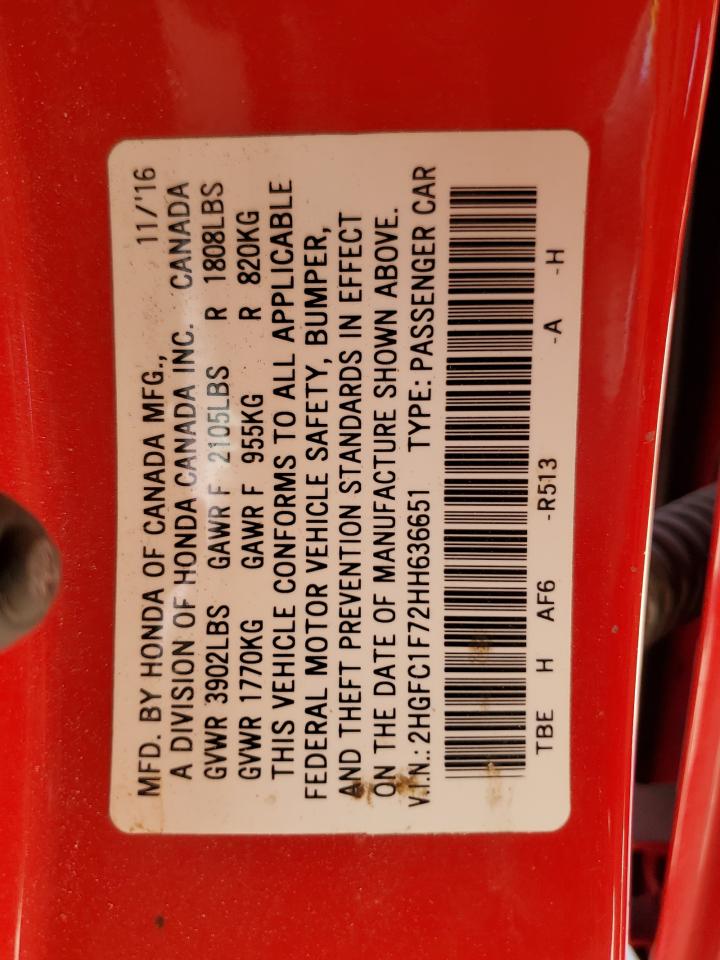 MFD. BY HONDA OF CANADA MFG., 11/'16
A DIVISION OF HONDA CANADA INC. CANADA
GVWR 3902LBS GAWR F 2105LBS R 1808LBS
GVWR 1770KG GAWR F 955KG R 820KG
THIS VEHICLE CONFORMS TO ALL APPLICABLE
FEDERAL MOTOR VEHICLE SAFETY, BUMPER,
AND THEFT PREVENTION STANDARDS IN EFFECT
ON THE DATE OF MANUFACTURE SHOWN ABOVE.
V.I.N.: 2HGFC1F72HH636651 TYPE: PASSENGER CAR
TBE H AF6 -R513 -A -H